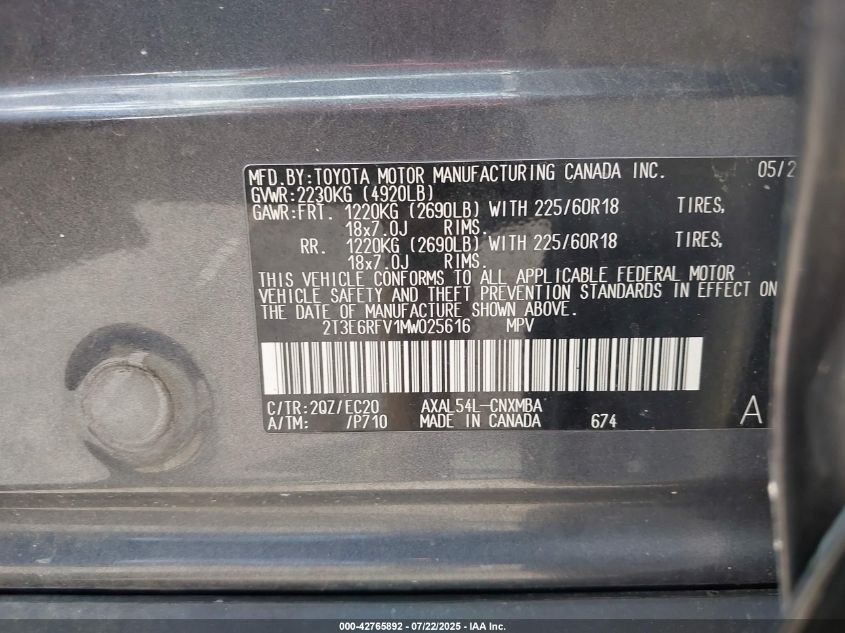 MFD.BY:TOYOTA MOTOR MANUFACTURING CANADA INC. 05/2
GVWR:2230KG (4920LB)
GAWR:FRT. 1220KG (2690LB) WITH 225/60R18 TIRES,
18x7.0J RIMS.
RR. 1220KG (2690LB) WITH 225/60R18 TIRES,
18x7.0J RIMS.
THIS VEHICLE CONFORMS TO ALL APPLICABLE FEDERAL MOTOR
VEHICLE SAFETY AND THEFT PREVENTION STANDARDS IN EFFECT ON
THE DATE OF MANUFACTURE SHOWN ABOVE.
2T3E6RFV1MW025616 MPV
C/TR:2QZ/EC20 AXAL54L-CNXMBA A
A/TM: /P710 MADE IN CANADA 674
000-42765892 / 07/22/2025 - IAA Inc.